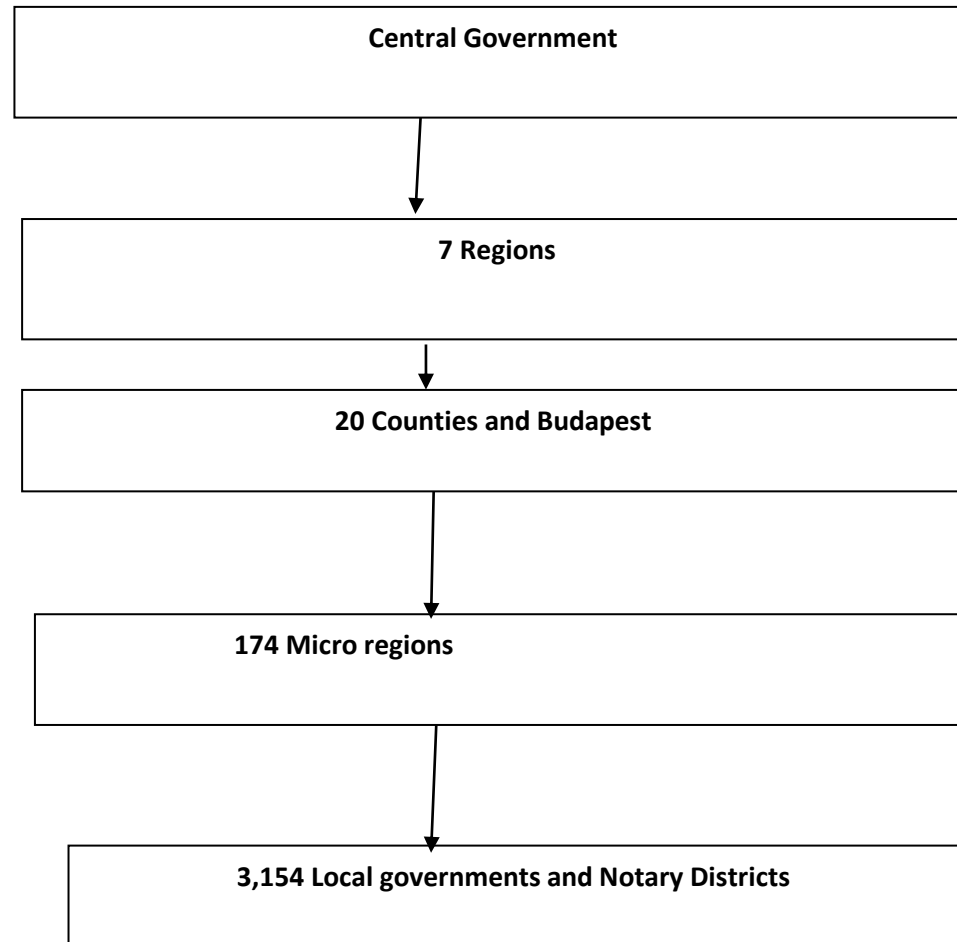 Central Government
7 Regions
20 Counties and Budapest
174 Micro regions
3,154 Local governments and Notary Districts